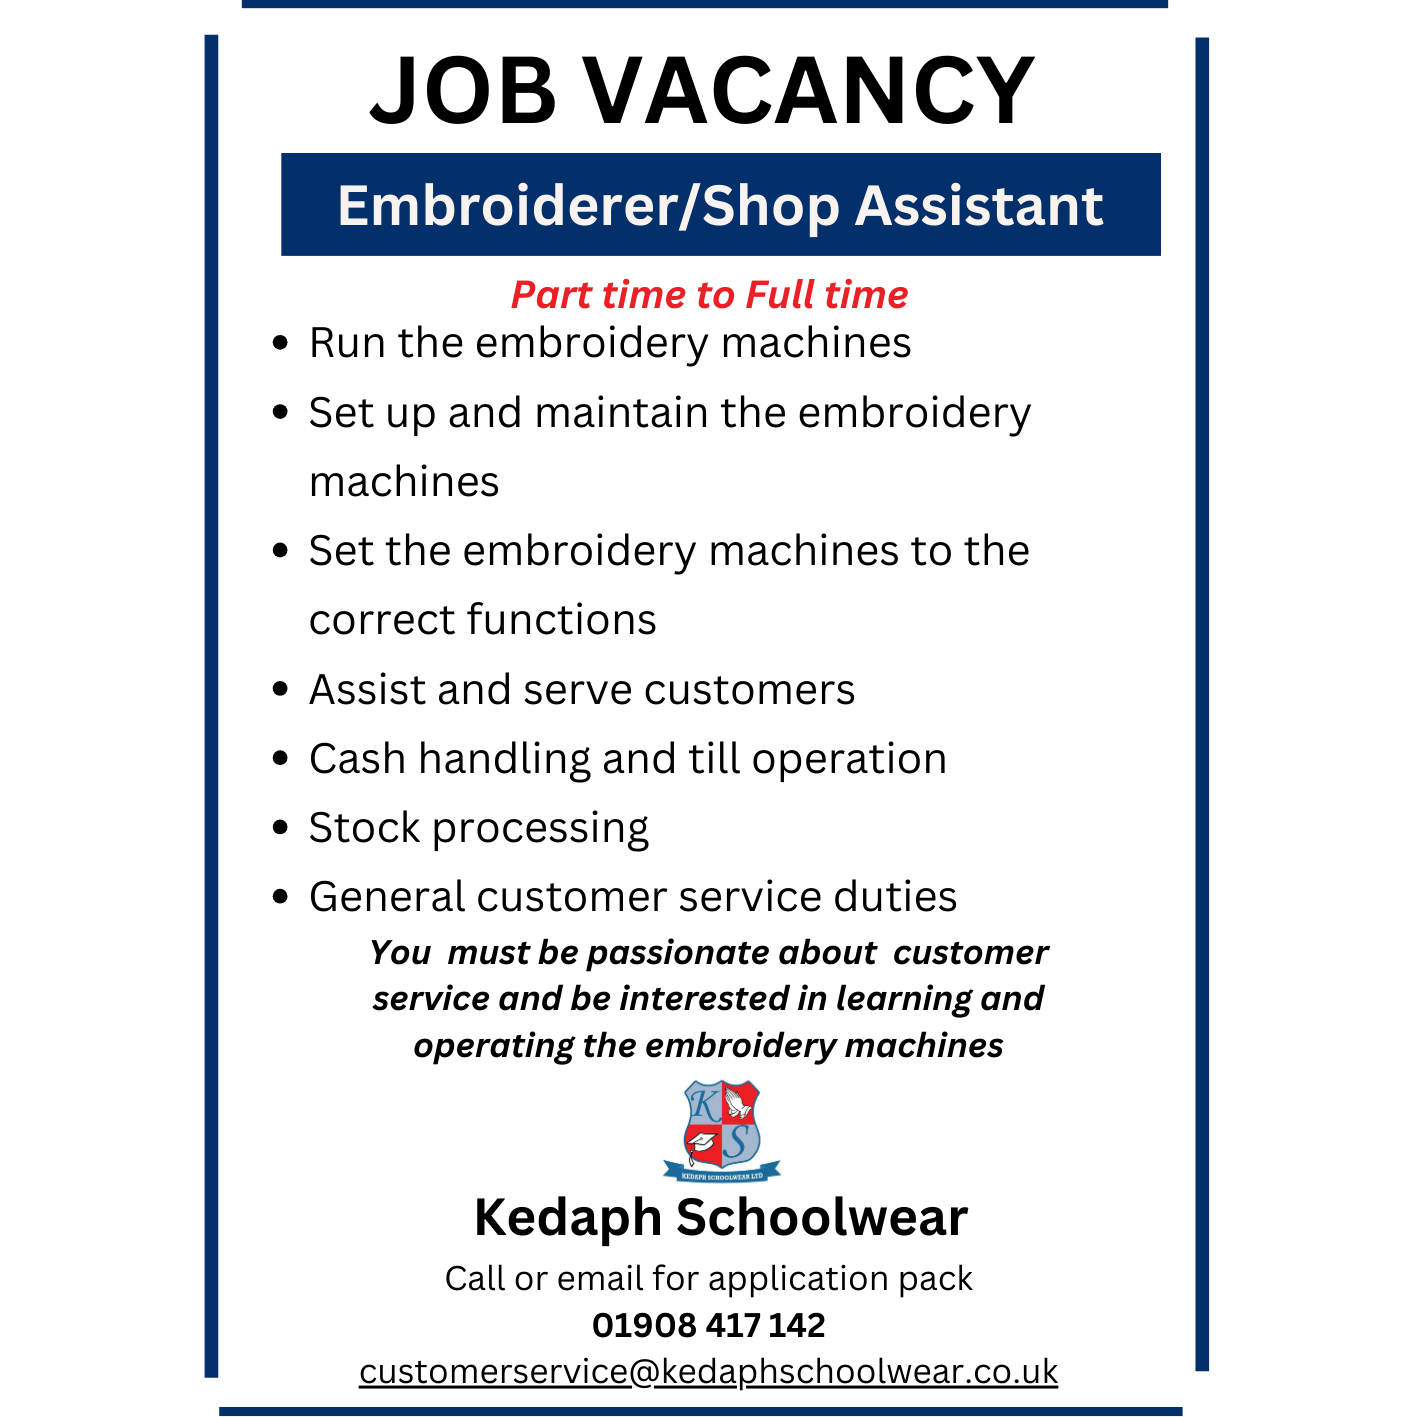 JOB VACANCY
Embroiderer/Shop Assistant
Part time to Full time
• Run the embroidery machines
• Set up and maintain the embroidery
machines
• Set the embroidery machines to the
correct functions
• Assist and serve customers
• Cash handling and till operation
• Stock processing
• General customer service duties
You must be passionate about customer
service and be interested in learning and
operating the embroidery machines
K
S
KEDAPH SCHOOLWEAR LTD
Kedaph Schoolwear
Call or email for application pack
01908 417 142
customerservice@kedaphschoolwear.co.uk